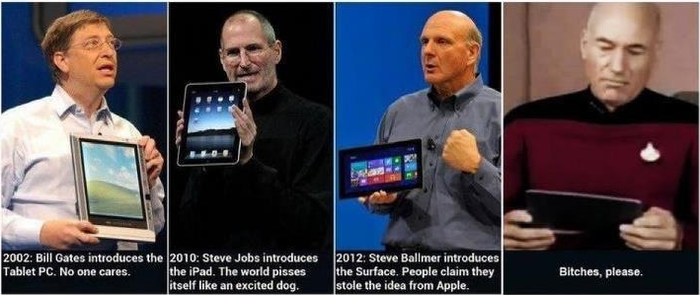 2002: Bill Gates introduces the
Tablet PC. No one cares.
2010: Steve Jobs introduces
the iPad. The world pisses
itself like an excited dog.
2012: Steve Ballmer introduces
the Surface. People claim they
stole the idea from Apple.
Bitches, please.